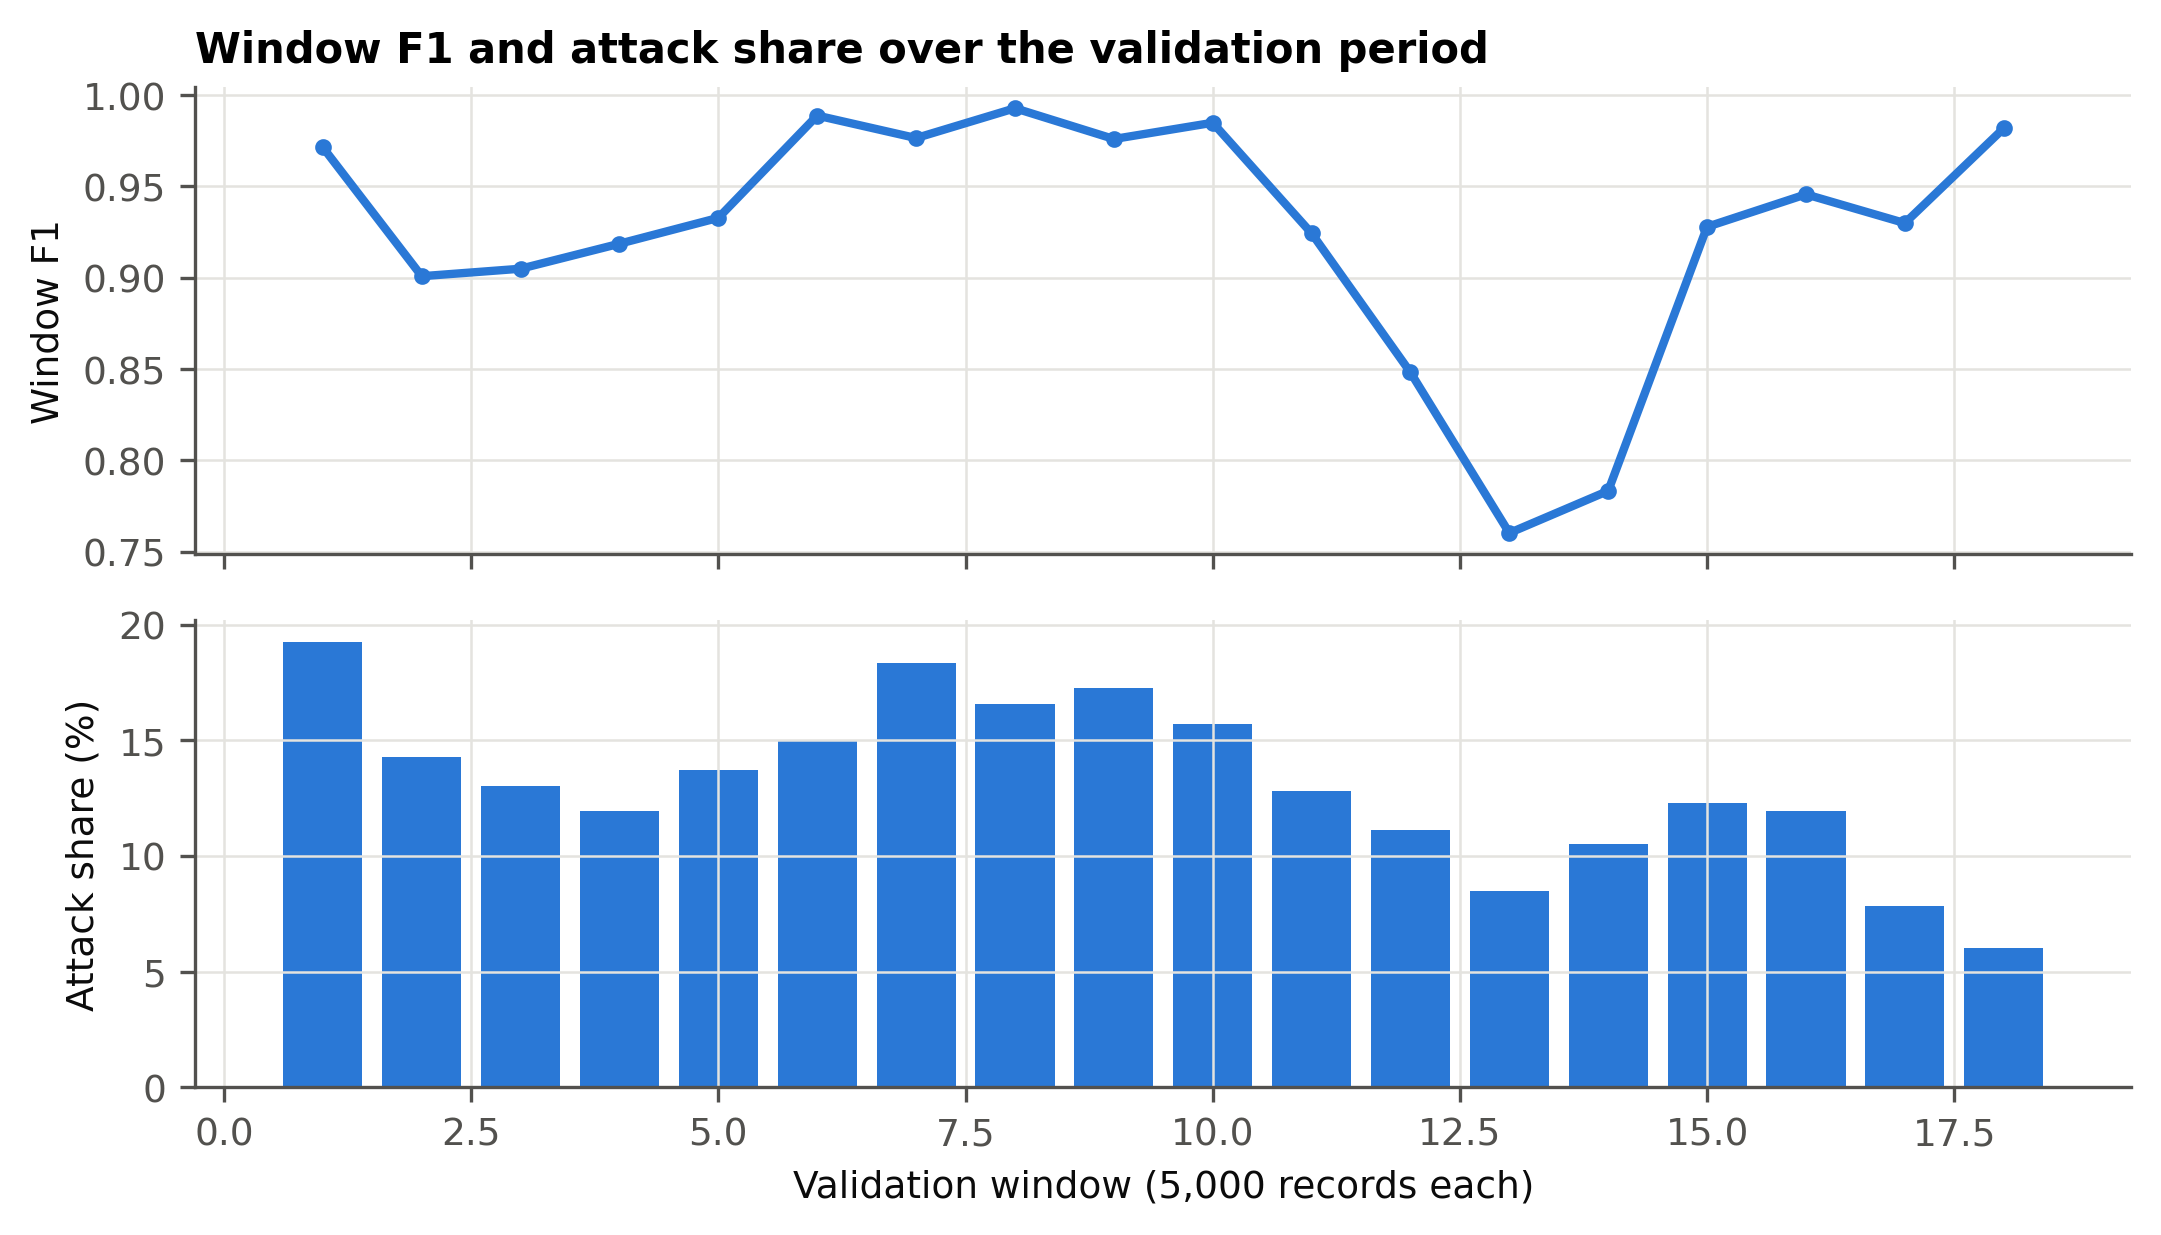 Window F1 and attack share over the validation period
Window F1
1.00
0.95
0.90
0.85
0.80
0.75
Attack share (%)
20
15
10
5
0
0.0 2.5 5.0 7.5 10.0 12.5 15.0 17.5
Validation window (5,000 records each)